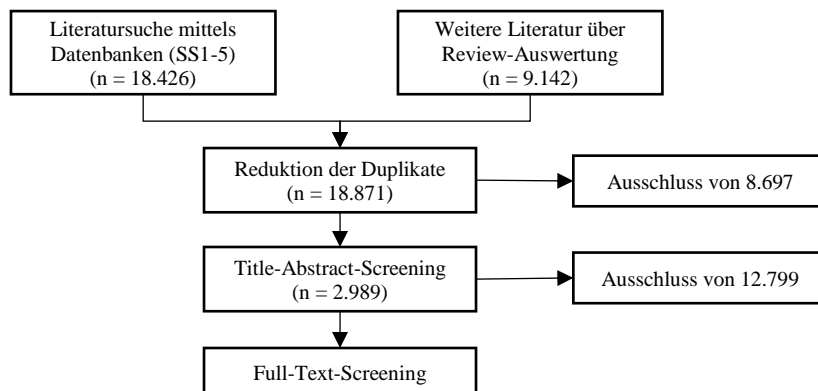 Literatursuche mittels
Datenbanken (SS1-5)
(n = 18.426)
Weitere Literatur über
Review-Auswertung
(n = 9.142)
Reduktion der Duplikate
(n = 18.871)
Ausschluss von 8.697
Title-Abstract-Screening
(n = 2.989)
Ausschluss von 12.799
Full-Text-Screening